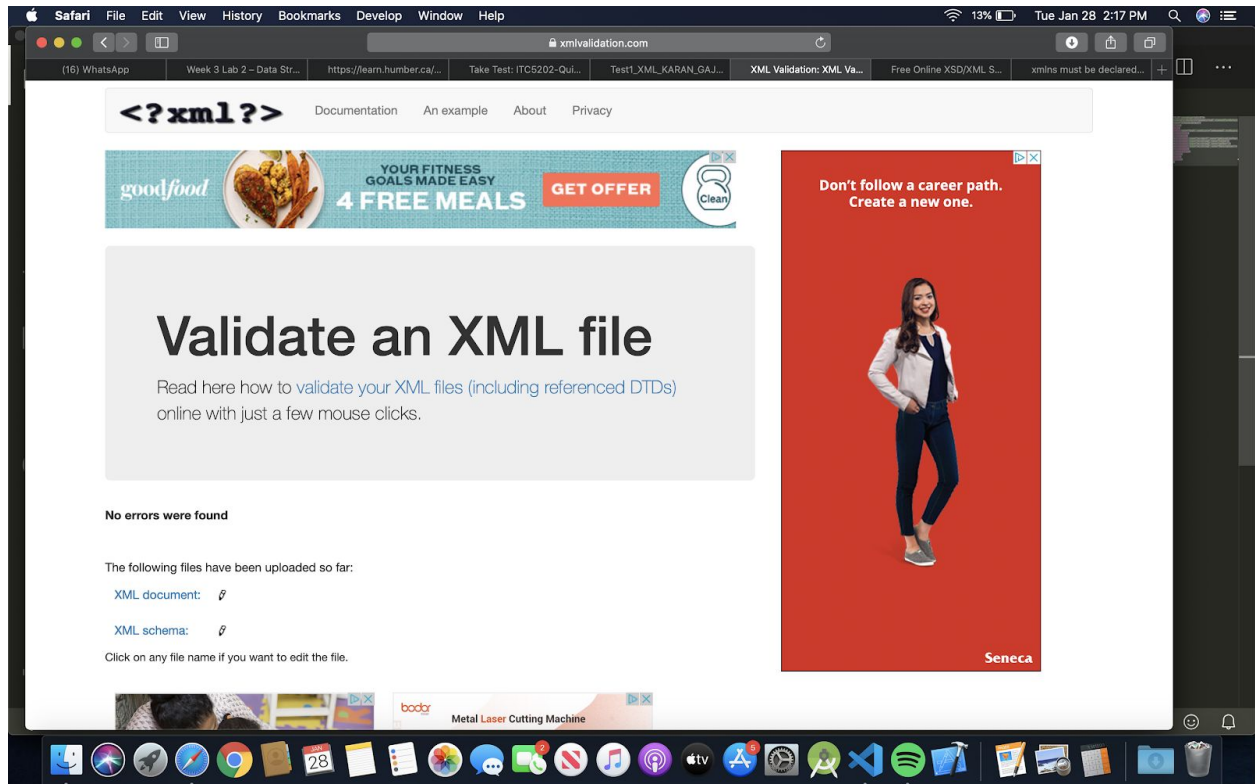 Safari File Edit View History Bookmarks Develop Window Help 13% Tue Jan 28 2:17 PM
xmlvalidation.com
(16) WhatsApp Week 3 Lab 2 – Data Str... https://learn.humber.ca/... Take Test: ITC5202-Qui... Test1_XML_KARAN_GAJ... XML Validation: XML Va... Free Online XSD/XML S... xmlns must be declared...
<?xml?> Documentation An example About Privacy
goodfood
YOUR FITNESS
GOALS MADE EASY
4 FREE MEALS
GET OFFER
Clean
Don't follow a career path.
Create a new one.
Validate an XML file
Read here how to validate your XML files (including referenced DTDs)
online with just a few mouse clicks.
No errors were found
The following files have been uploaded so far:
XML document:
XML schema:
Click on any file name if you want to edit the file.
Seneca
bodor
Metal Laser Cutting Machine
JAN
28
2
tv
5